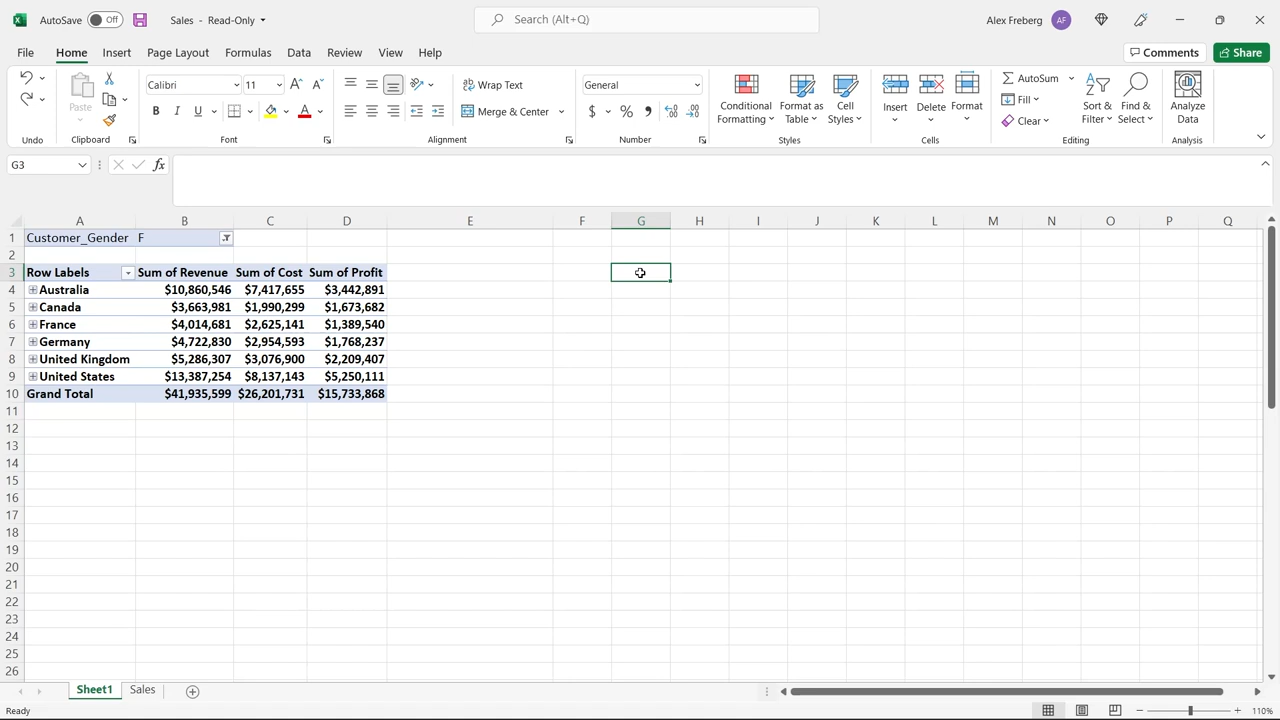 AutoSave Off Sales - Read-Only Search (Alt+Q) Alex Freberg AF
File Home Insert Page Layout Formulas Data Review View Help Comments Share
Undo
Paste
Clipboard
Calibri 11
B I U
Font
Wrap Text
Merge & Center
Alignment
General
$ % ,
Number
Conditional Formatting
Format as Table
Cell Styles
Styles
Insert Delete Format
Cells
AutoSum
Fill
Clear
Sort & Filter
Find & Select
Editing
Analyze Data
Analysis
G3 fx
A B C D E F G H I J K L M N O P Q
1 Customer_Gender F
2
3 Row Labels Sum of Revenue Sum of Cost Sum of Profit
4 Australia $10,860,546 $7,417,655 $3,442,891
5 Canada $3,663,981 $1,990,299 $1,673,682
6 France $4,014,681 $2,625,141 $1,389,540
7 Germany $4,722,830 $2,954,593 $1,768,237
8 United Kingdom $5,286,307 $3,076,900 $2,209,407
9 United States $13,387,254 $8,137,143 $5,250,111
10 Grand Total $41,935,599 $26,201,731 $15,733,868
11
12
13
14
15
16
17
18
19
20
21
22
23
24
25
26
Sheet1 Sales
Ready 110%